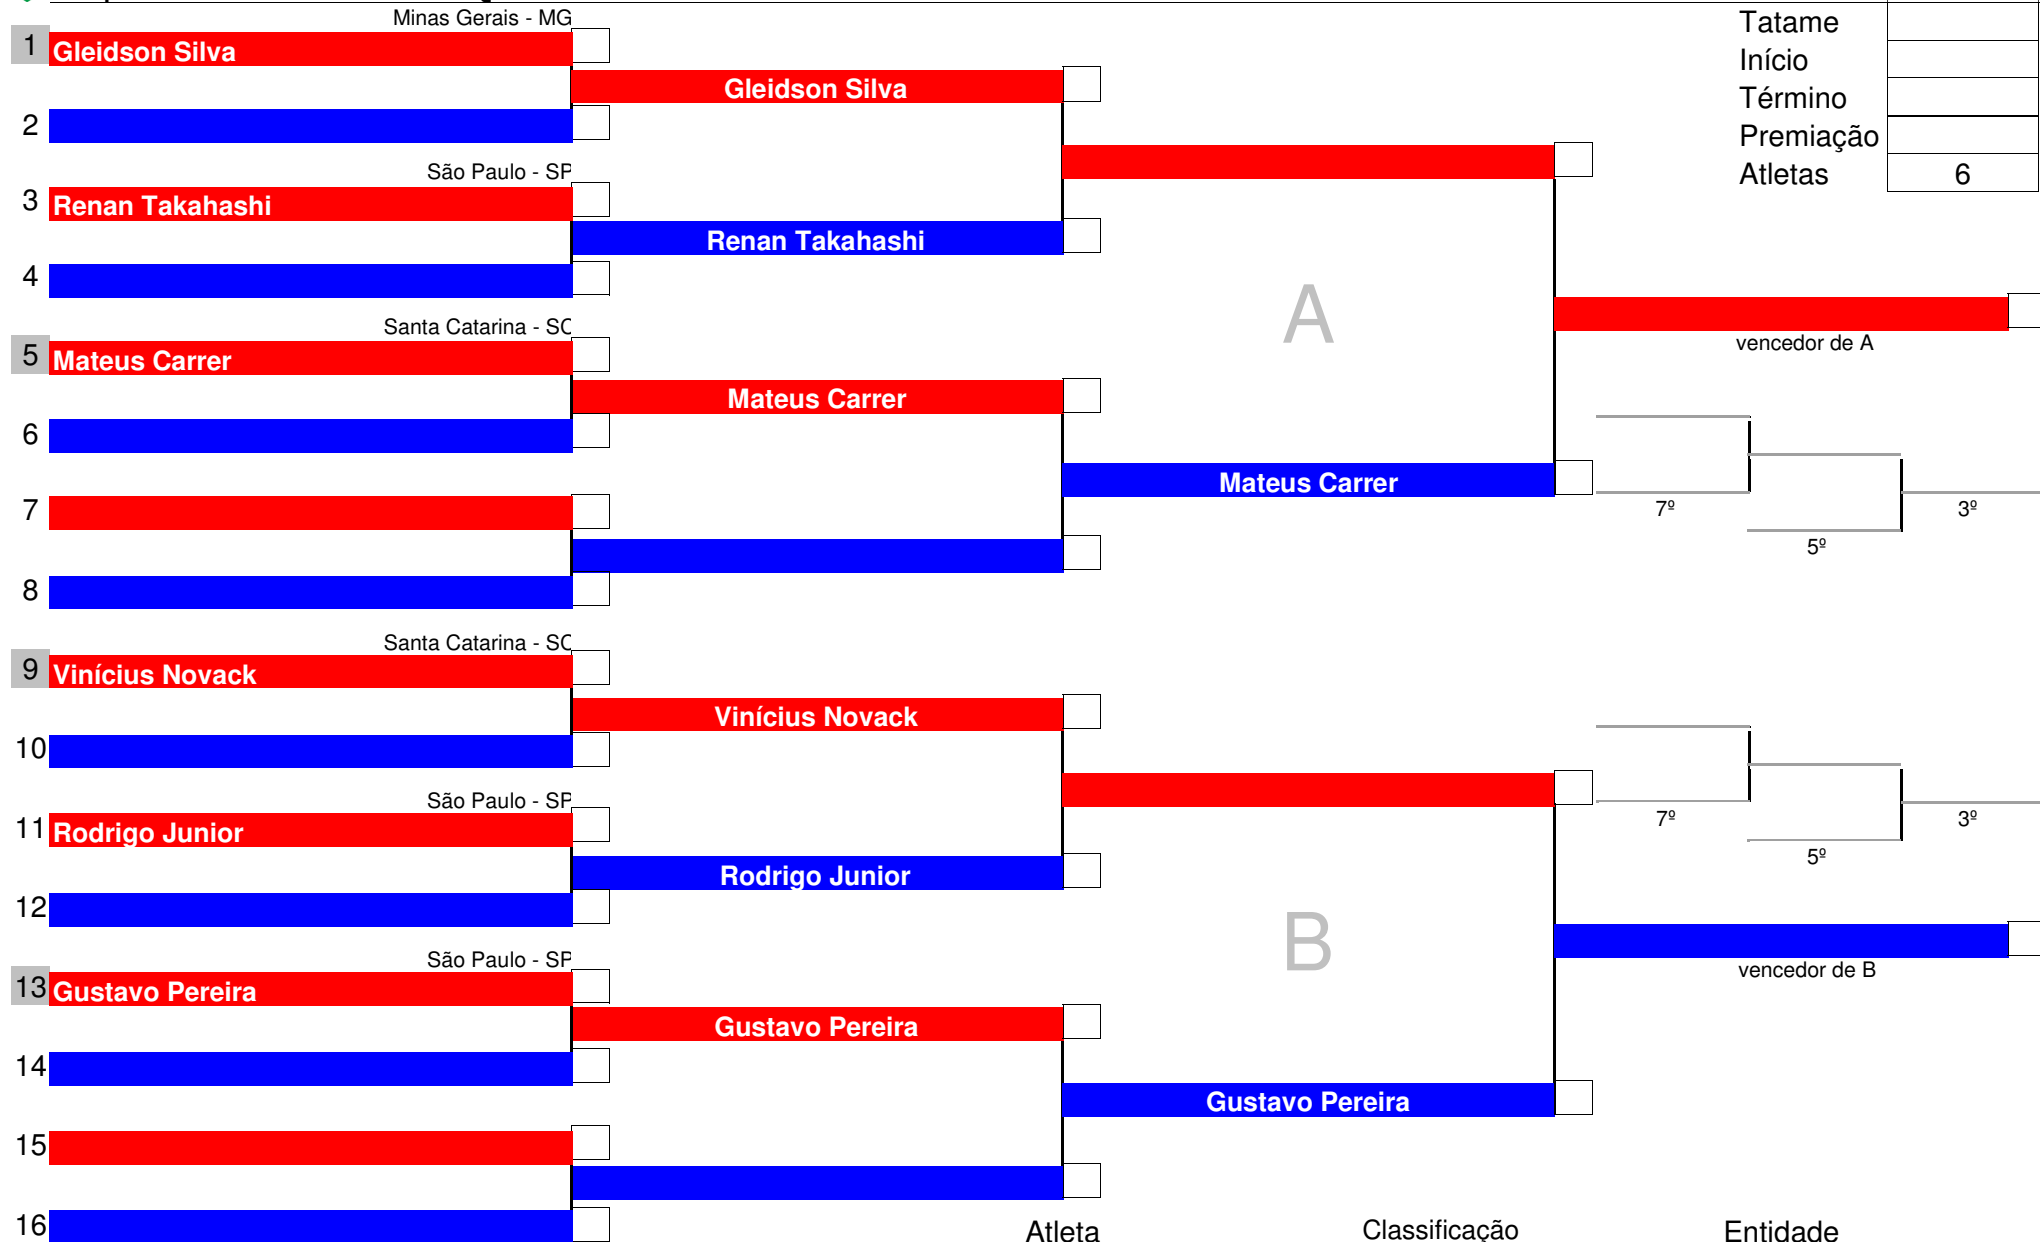 Minas Gerais - MG
1 Gleidson Silva
Gleidson Silva
2
São Paulo - SP
3 Renan Takahashi
Renan Takahashi
4
Santa Catarina - SC
5 Mateus Carrer
Mateus Carrer
6
Mateus Carrer
7
8
A
vencedor de A
7º
5º
3º
Tatame
Início
Término
Premiação
Atletas 6
Santa Catarina - SC
9 Vinícius Novack
Vinícius Novack
10
São Paulo - SP
11 Rodrigo Junior
Rodrigo Junior
12
São Paulo - SP
13 Gustavo Pereira
Gustavo Pereira
14
Gustavo Pereira
15
16
B
7º
5º
3º
vencedor de B
Atleta Classificação Entidade